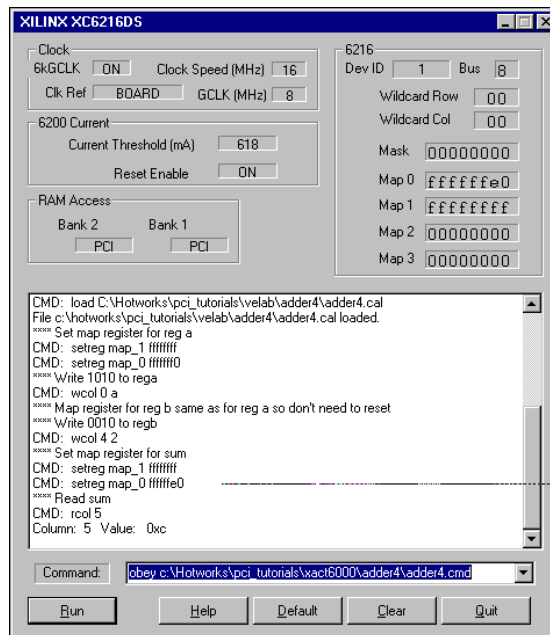 XILINX XC6216DS
Clock
6kGCLK ON Clock Speed (MHz) 16
Clk Ref BOARD GCLK (MHz) 8
6200 Current
Current Threshold (mA) 618
Reset Enable ON
RAM Access
Bank 2 Bank 1
PCI PCI
6216
Dev ID 1 Bus 8
Wildcard Row 00
Wildcard Col 00
Mask 00000000
Map 0 ffffffe0
Map 1 ffffffff
Map 2 00000000
Map 3 00000000
CMD: load C:\Hotworks\pci_tutorials\velab\adder4\adder4.cal
File c:\hotworks\pci_tutorials\velab\adder4\adder4.cal loaded.
**** Set map register for reg a
CMD: setreg map_1 ffffffff
CMD: setreg map_0 fffffff0
**** Write 1010 to rega
CMD: wcol 0 a
**** Map register for reg b same as for reg a so don't need to reset
**** Write 0010 to regb
CMD: wcol 4 2
**** Set map register for sum
CMD: setreg map_1 ffffffff
CMD: setreg map_0 ffffffe0
**** Read sum
CMD: rcol 5
Column: 5 Value: 0xc
Command: obey c:\Hotworks\pci_tutorials\xact6000\adder4\adder4.cmd
Run Help Default Clear Quit